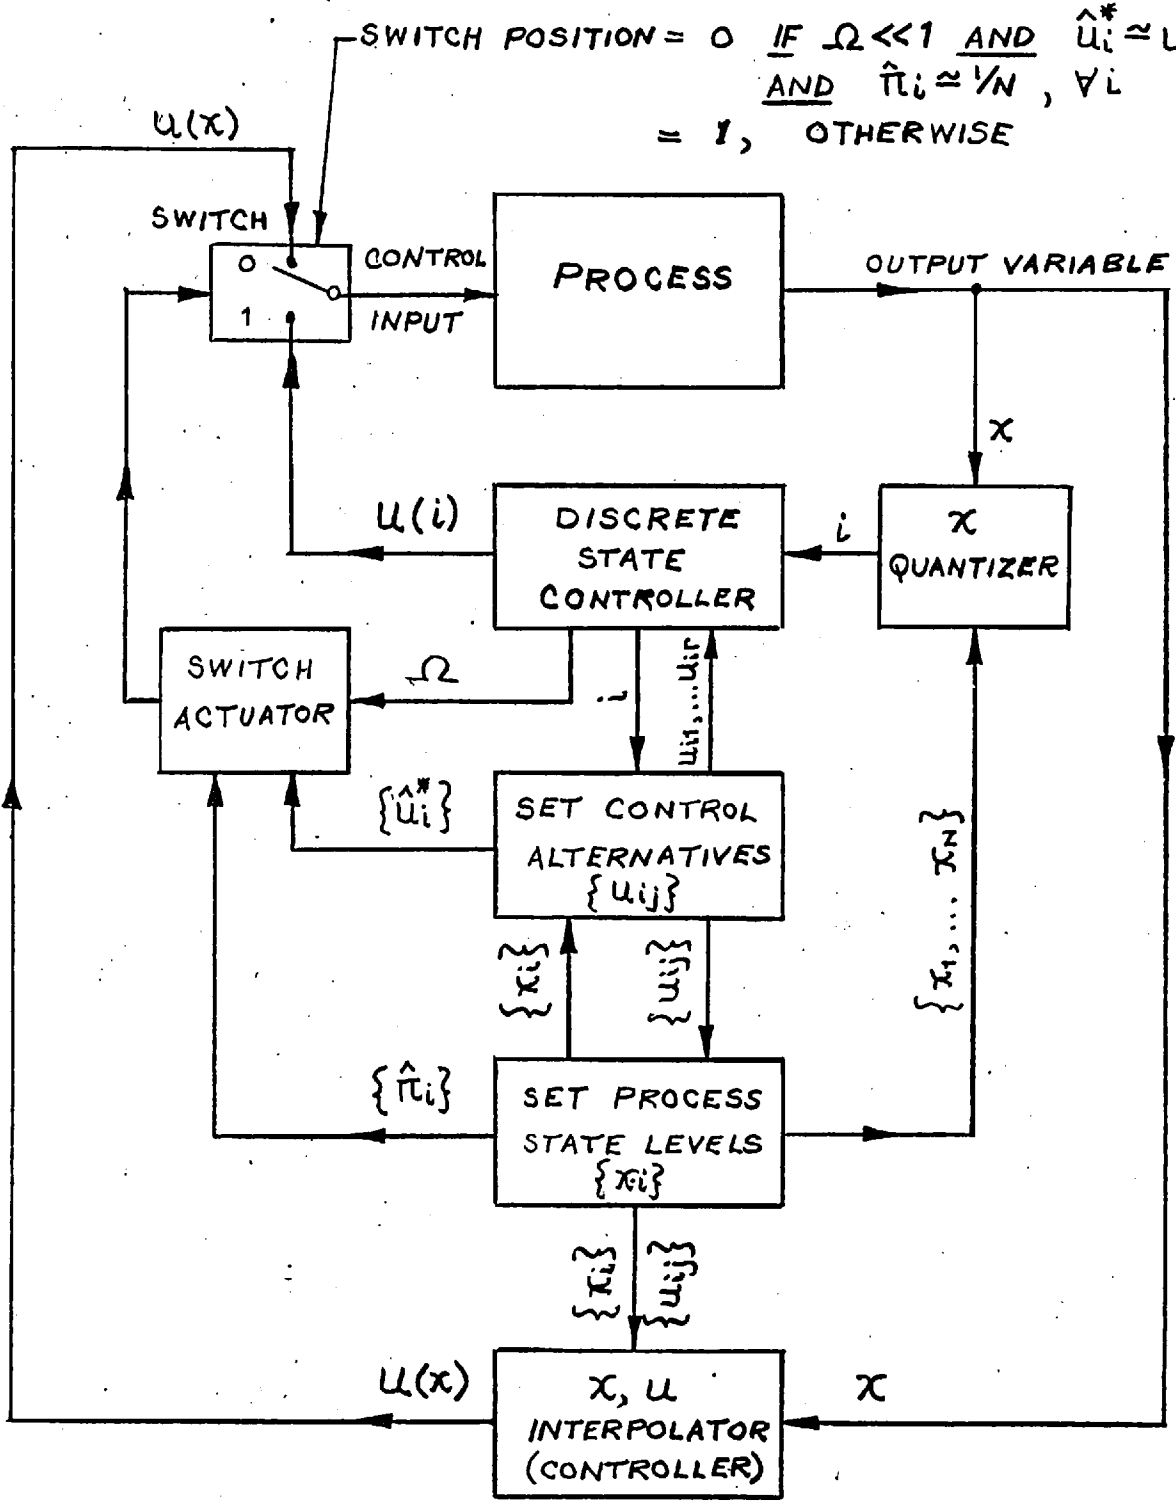 SWITCH POSITION = 0 IF Ω<<1 AND û*i ≃ u
AND π̂i ≃ 1/N, ∀i
= 1, OTHERWISE
u(x)
SWITCH
0
1
CONTROL
INPUT
PROCESS
OUTPUT VARIABLE
x
u(i)
DISCRETE
STATE
CONTROLLER
i
x
QUANTIZER
SWITCH
ACTUATOR
Ω
i
ui1,...uir
{û*i}
SET CONTROL
ALTERNATIVES
{uij}
{x1,... xN}
{xi}
{uij}
{π̂i}
SET PROCESS
STATE LEVELS
{xi}
{xi}
{uij}
u(x)
x, u
INTERPOLATOR
(CONTROLLER)
x